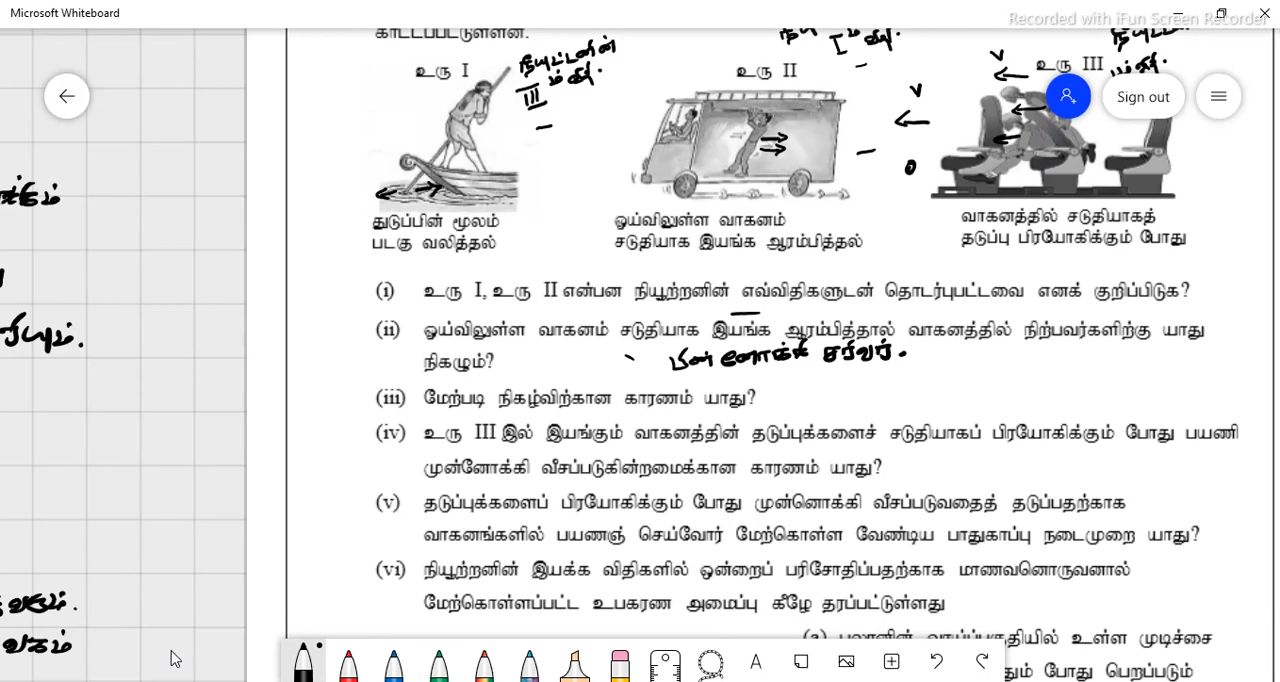 Microsoft Whiteboard
Recorded with iFun Screen Recorder
காட்டப்பட்டுள்ளன.
உரு I
நியூட்டனின்
III ம் விதி.
உரு II
I ம் விதி.
உரு III
V
V
O
Sign out
துடுப்பின் மூலம்
படகு வலித்தல்
ஓய்விலுள்ள வாகனம்
சடுதியாக இயங்க ஆரம்பித்தல்
வாகனத்தில் சடுதியாகத்
தடுப்பு பிரயோகிக்கும் போது
(i) உரு I, உரு II என்பன நியூற்றனின் எவ்விதிகளுடன் தொடர்புபட்டவை எனக் குறிப்பிடுக?
(ii) ஓய்விலுள்ள வாகனம் சடுதியாக இயங்க ஆரம்பித்தால் வாகனத்தில் நிற்பவர்களிற்கு யாது
நிகழும்?
பின்னோக்கி சரிவர்.
(iii) மேற்படி நிகழ்விற்கான காரணம் யாது?
(iv) உரு III இல் இயங்கும் வாகனத்தின் தடுப்புக்களைச் சடுதியாகப் பிரயோகிக்கும் போது பயணி
முன்னோக்கி வீசப்படுகின்றமைக்கான காரணம் யாது?
(v) தடுப்புக்களைப் பிரயோகிக்கும் போது முன்னொக்கி வீசப்படுவதைத் தடுப்பதற்காக
வாகனங்களில் பயணஞ் செய்வோர் மேற்கொள்ள வேண்டிய பாதுகாப்பு நடைமுறை யாது?
(vi) நியூற்றனின் இயக்க விதிகளில் ஒன்றைப் பரிசோதிப்பதற்காக மாணவனொருவனால்
மேற்கொள்ளப்பட்ட உபகரண அமைப்பு கீழே தரப்பட்டுள்ளது
உள்ள முடிச்சை
போது பெறப்படும்